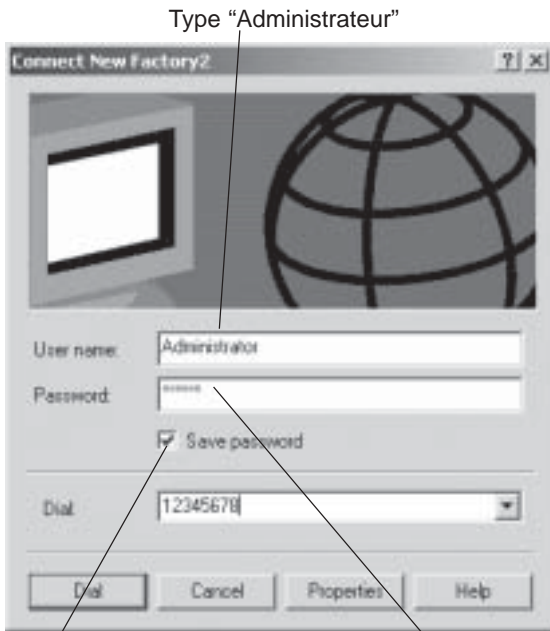 Type “Administrateur”
Connect New Factory2
User name:
Administrator
Password:
******
Save password
Dial:
12345678
Dial
Cancel
Properties
Help